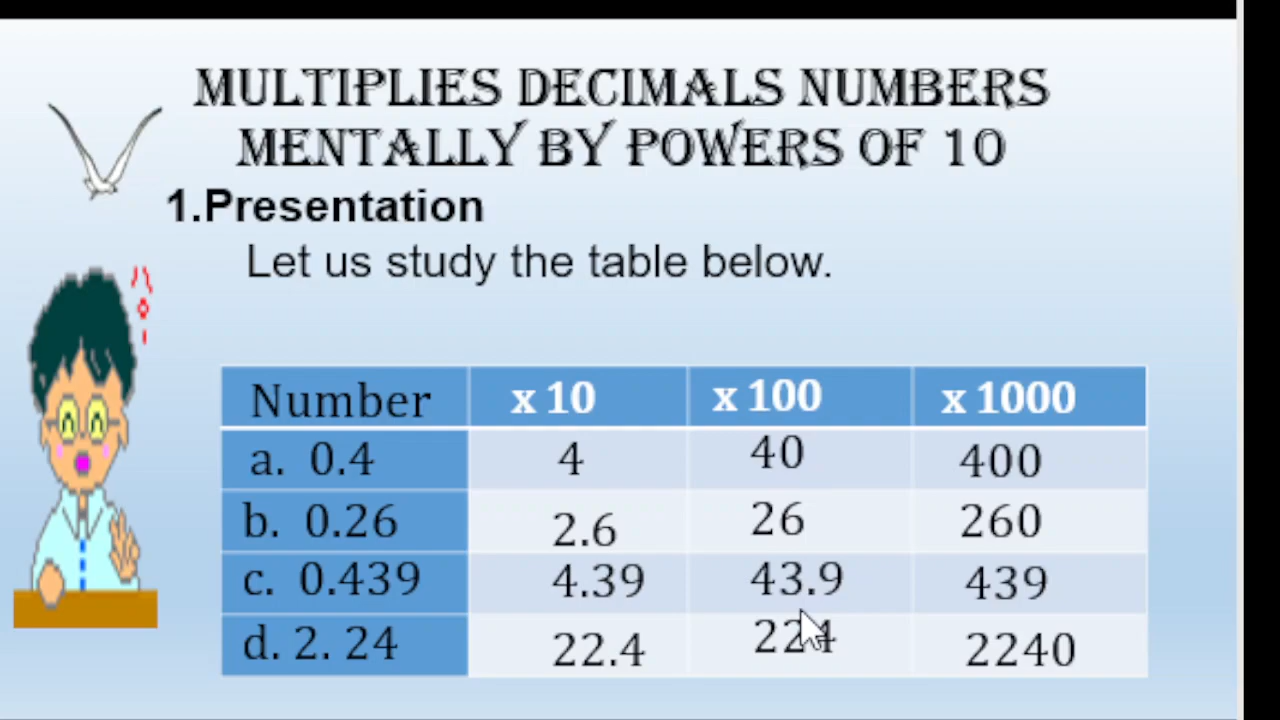 MULTIPLIES DECIMALS NUMBERS
MENTALLY BY POWERS OF 10
1.Presentation
Let us study the table below.
Number x 10 x 100 x 1000
a. 0.4 4 40 400
b. 0.26 2.6 26 260
c. 0.439 4.39 43.9 439
d. 2. 24 22.4 224 2240